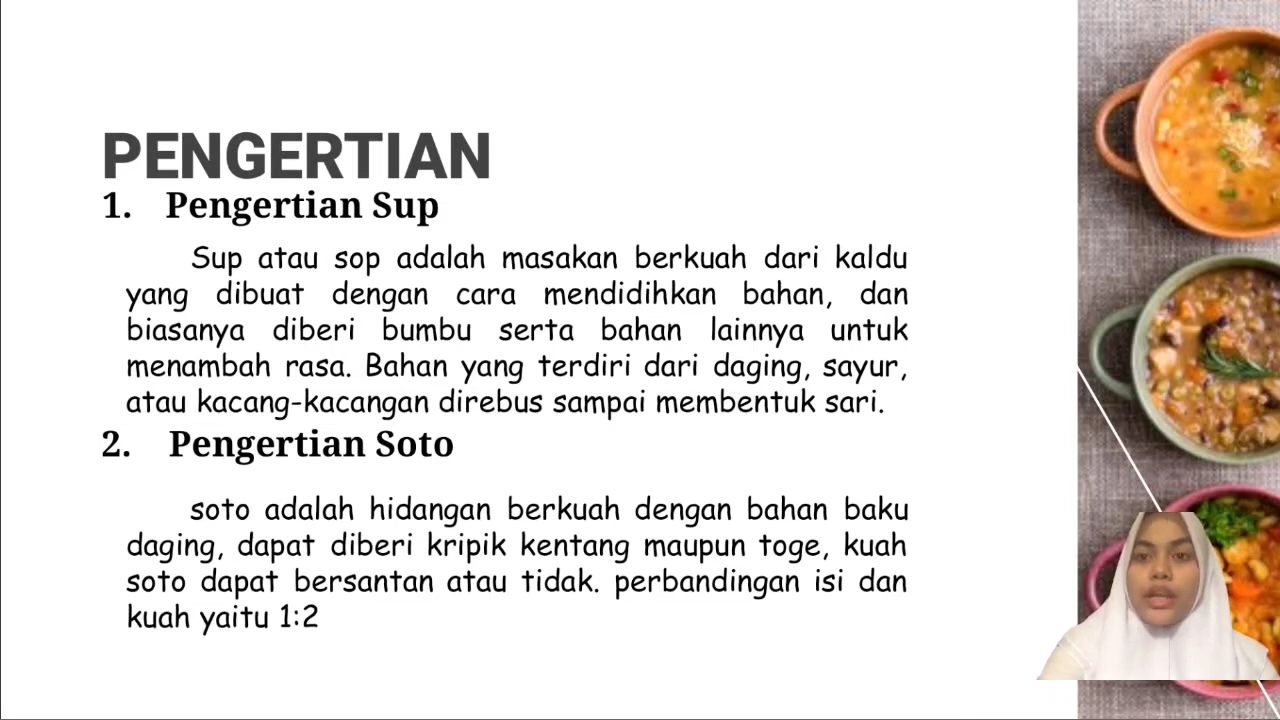 PENGERTIAN
1. Pengertian Sup
Sup atau sop adalah masakan berkuah dari kaldu
yang dibuat dengan cara mendidihkan bahan, dan
biasanya diberi bumbu serta bahan lainnya untuk
menambah rasa. Bahan yang terdiri dari daging, sayur,
atau kacang-kacangan direbus sampai membentuk sari.
2. Pengertian Soto
soto adalah hidangan berkuah dengan bahan baku
daging, dapat diberi kripik kentang maupun toge, kuah
soto dapat bersantan atau tidak. perbandingan isi dan
kuah yaitu 1:2